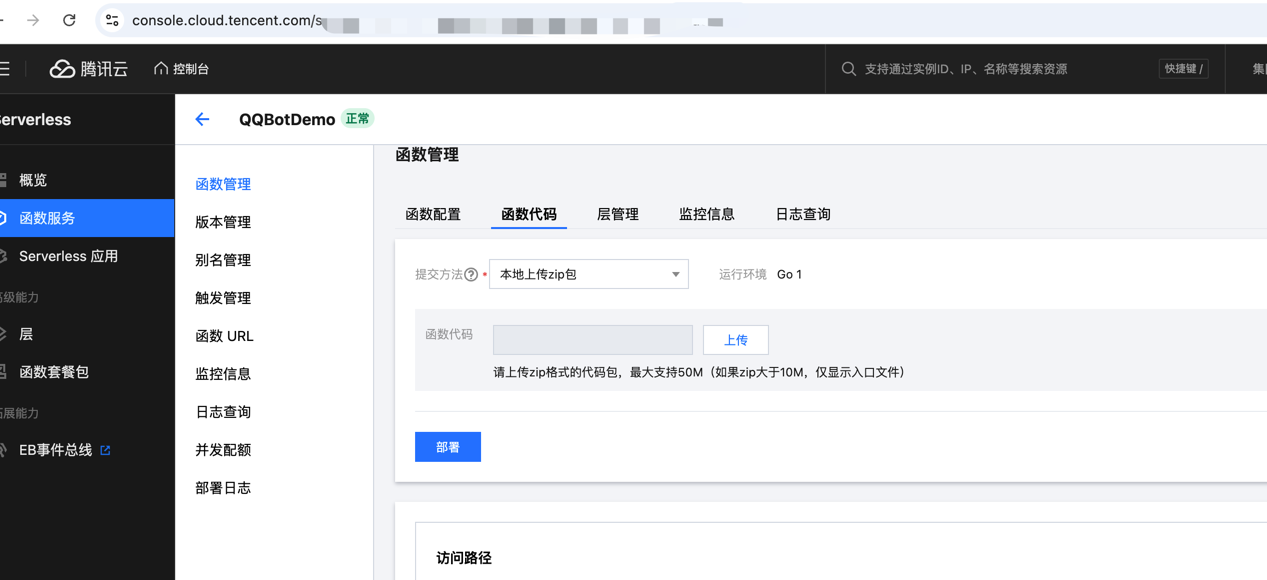 console.cloud.tencent.com/s
腾讯云
控制台
支持通过实例ID、IP、名称等搜索资源
快捷键 /
erverless
QQBotDemo 正常
概览
函数服务
Serverless 应用
层
函数套餐包
EB事件总线
函数管理
版本管理
别名管理
触发管理
函数 URL
监控信息
日志查询
并发配额
部署日志
函数管理
函数配置 函数代码 层管理 监控信息 日志查询
提交方法 * 本地上传zip包 运行环境 Go 1
函数代码 上传
请上传zip格式的代码包，最大支持50M（如果zip大于10M，仅显示入口文件）
部署
访问路径